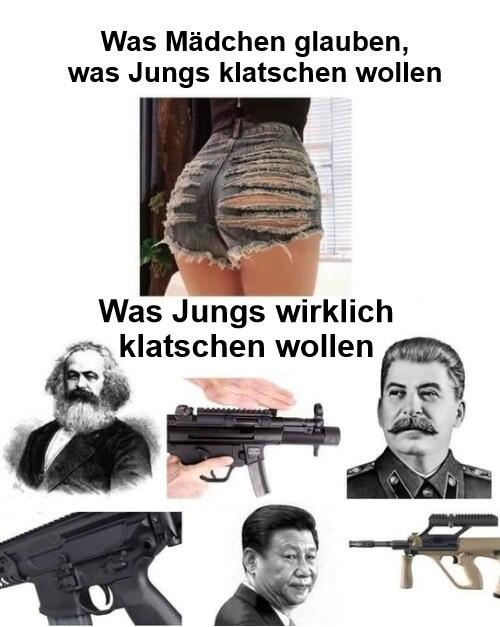 Was Mädchen glauben,
was Jungs klatschen wollen
Was Jungs wirklich
klatschen wollen